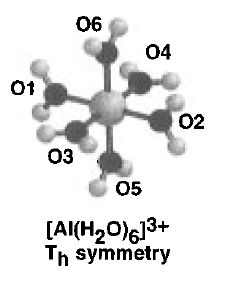 O6
O4
O1
O2
O3
O5
[Al(H₂O)₆]³⁺
Tₕ symmetry